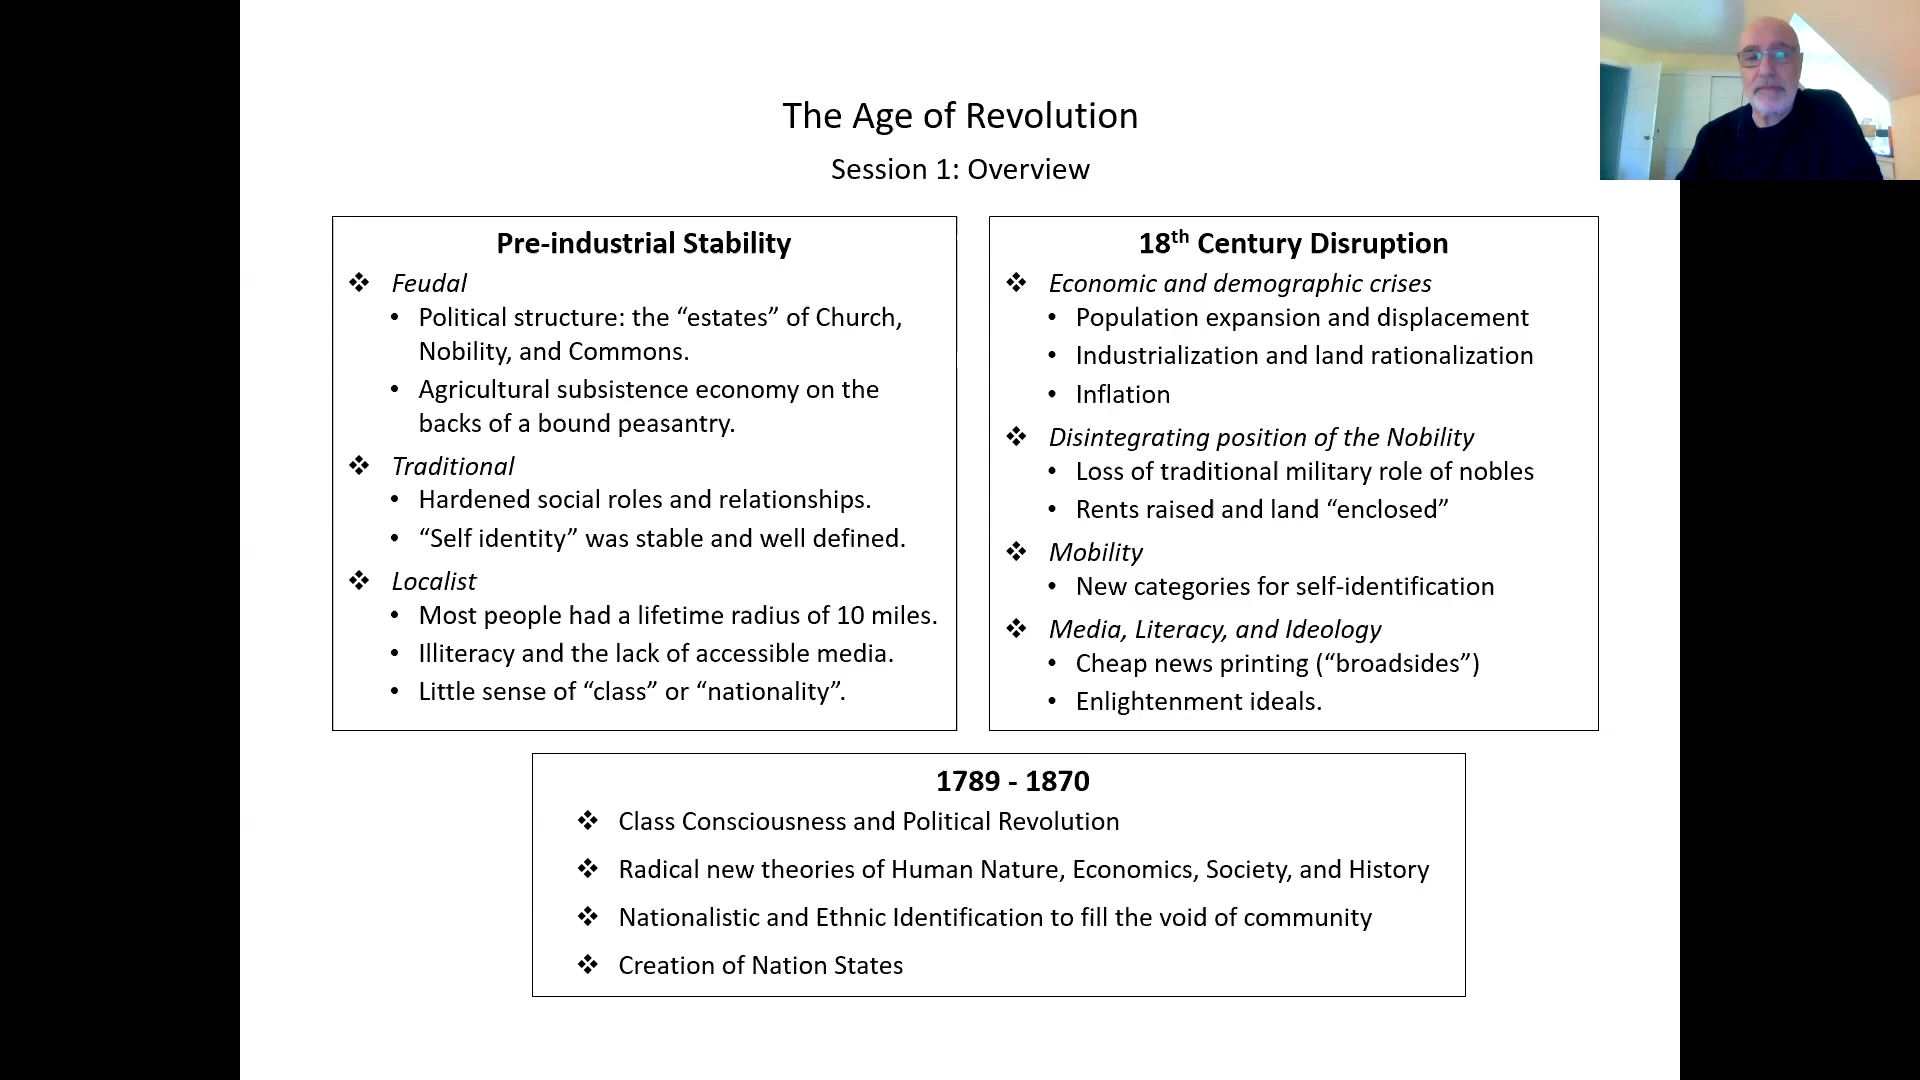 The Age of Revolution
Session 1: Overview
Pre-industrial Stability
❖ Feudal
• Political structure: the “estates” of Church,
Nobility, and Commons.
• Agricultural subsistence economy on the
backs of a bound peasantry.
❖ Traditional
• Hardened social roles and relationships.
• “Self identity” was stable and well defined.
❖ Localist
• Most people had a lifetime radius of 10 miles.
• Illiteracy and the lack of accessible media.
• Little sense of “class” or “nationality”.
18th Century Disruption
❖ Economic and demographic crises
• Population expansion and displacement
• Industrialization and land rationalization
• Inflation
❖ Disintegrating position of the Nobility
• Loss of traditional military role of nobles
• Rents raised and land “enclosed”
❖ Mobility
• New categories for self-identification
❖ Media, Literacy, and Ideology
• Cheap news printing (“broadsides”)
• Enlightenment ideals.
1789 - 1870
❖ Class Consciousness and Political Revolution
❖ Radical new theories of Human Nature, Economics, Society, and History
❖ Nationalistic and Ethnic Identification to fill the void of community
❖ Creation of Nation States